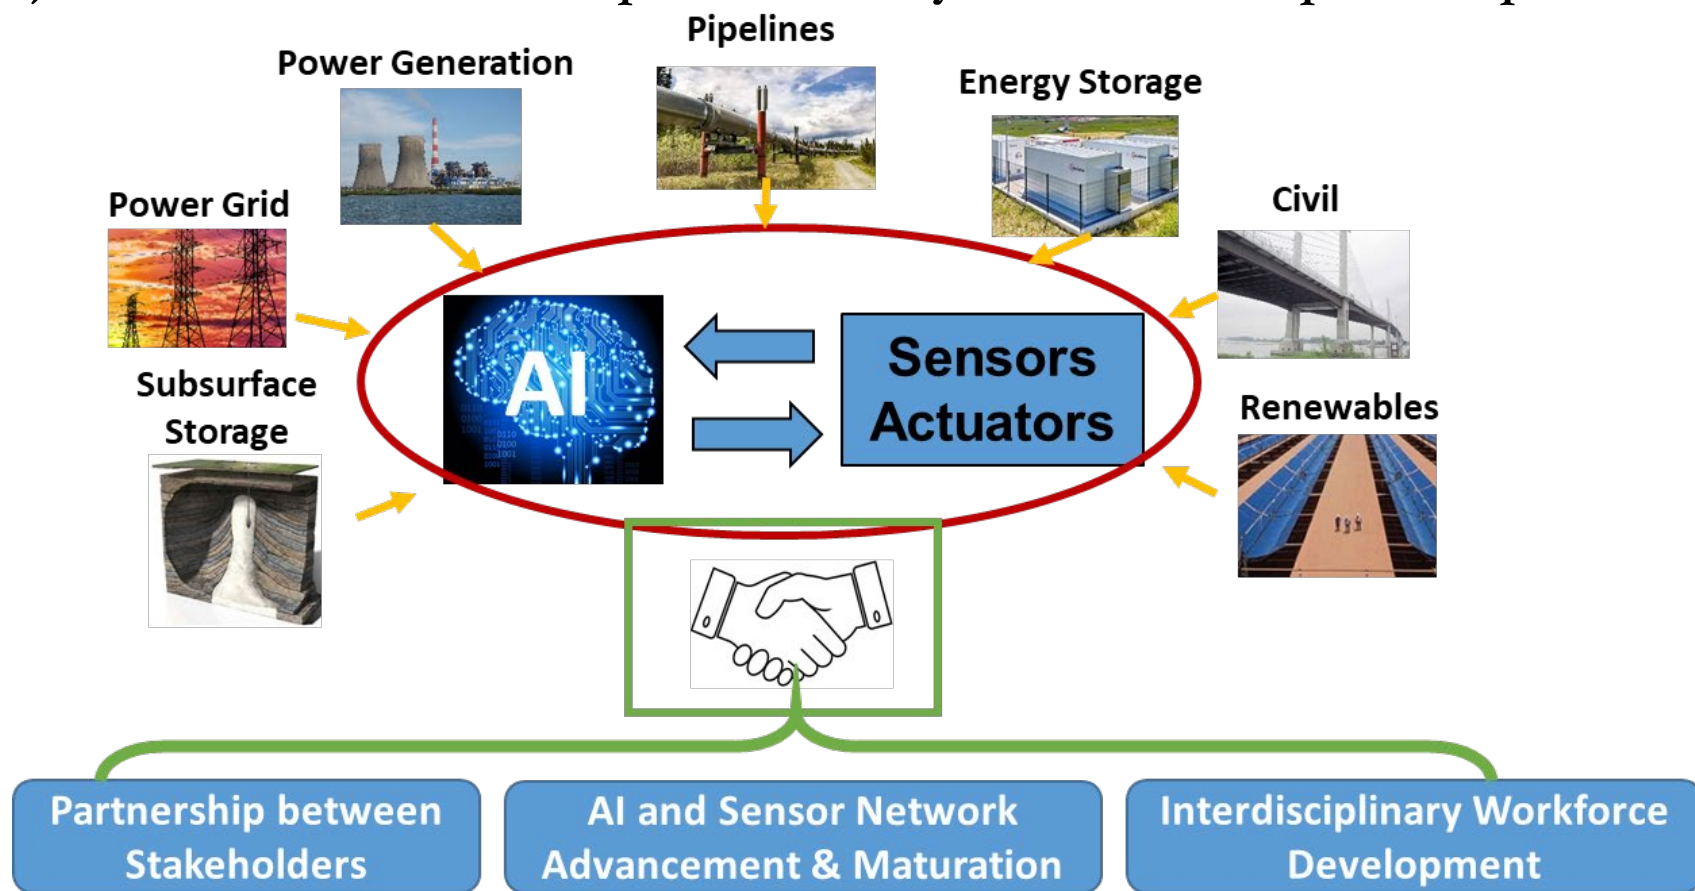 Pipelines
Power Generation
Energy Storage
Power Grid
Civil
Subsurface
Storage
AI
Sensors
Actuators
Renewables
Partnership between
Stakeholders
AI and Sensor Network
Advancement & Maturation
Interdisciplinary Workforce
Development